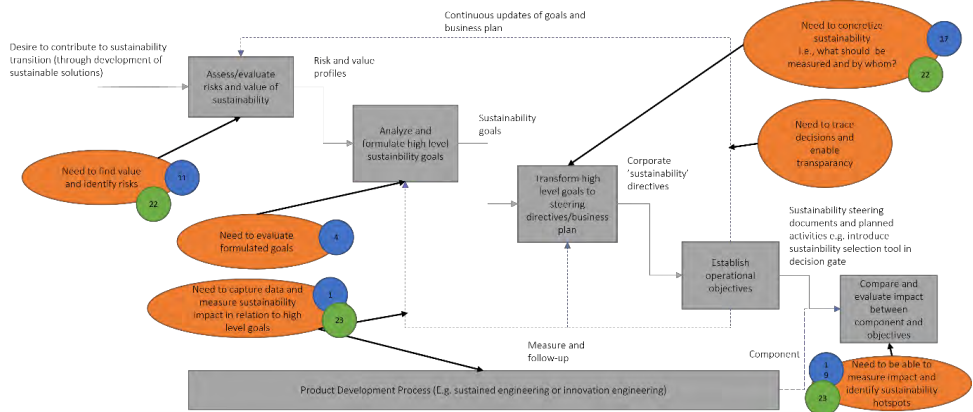 Continuous updates of goals and
business plan
Need to concretize
sustainability
i.e., what should be
measured and by whom?
17
22
Desire to contribute to sustainability
transition (through development of
sustainable solutions)
Assess/evaluate
risks and value of
sustainability
Risk and value
profiles
Analyze and
formulate high level
sustainbility goals
Sustainability
goals
Need to trace
decisions and
enable
transparancy
Need to find value
and identify risks
11
22
Transform high
level goals to
steering
directives/business
plan
Corporate
'sustainability'
directives
Sustainability steering
documents and planned
activities e.g. introduce
sustainability selection tool in
decision gate
Need to evaluate
formulated goals
4
Establish
operational
objectives
Need to capture data and
measure sustainability
impact in relation to high
level goals
1
23
Compare and
evaluate impact
between
component and
objectives
Measure and
follow-up
Component
Product Development Process (E.g. sustained engineering or innovation engineering)
1
9
23
Need to be able to
measure impact and
identify sustainability
hotspots